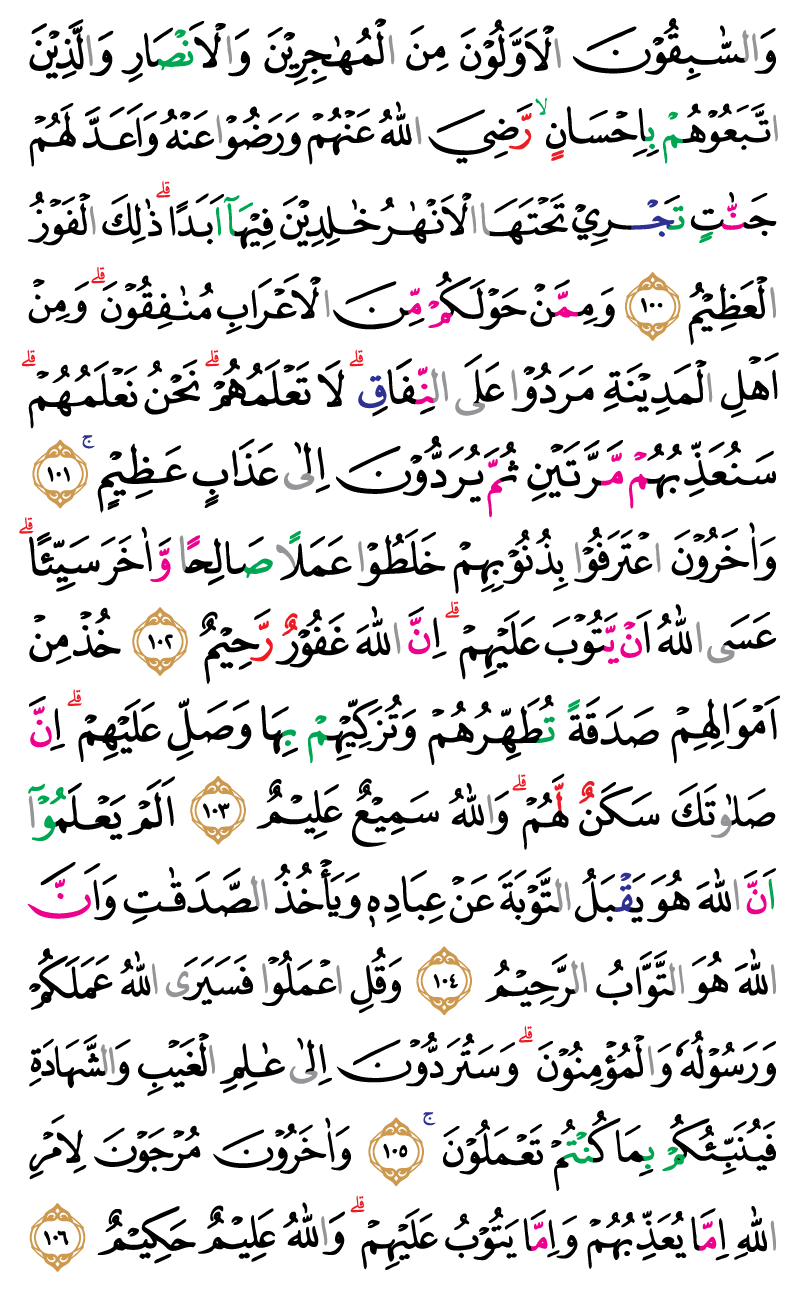 وَالسّٰبِقُوْنَ الْاَوَّلُوْنَ مِنَ الْمُهٰجِرِيْنَ وَالْاَنْصَارِ وَالَّذِيْنَ
اتَّبَعُوْهُمْ بِاِحْسَانٍ ۙ رَّضِيَ اللّٰهُ عَنْهُمْ وَرَضُوْا عَنْهُ وَاَعَدَّ لَهُمْ
جَنّٰتٍ تَجْرِيْ تَحْتَهَا الْاَنْهٰرُ خٰلِدِيْنَ فِيْهَآ اَبَدًا ۗ ذٰلِكَ الْفَوْزُ
الْعَظِيْمُ ١٠٠ وَمِمَّنْ حَوْلَكُمْ مِّنَ الْاَعْرَابِ مُنٰفِقُوْنَ ۗ وَمِنْ
اَهْلِ الْمَدِيْنَةِ مَرَدُوْا عَلَى النِّفَاقِ ۗ لَا تَعْلَمُهُمْ ۗ نَحْنُ نَعْلَمُهُمْ ۗ
سَنُعَذِّبُهُمْ مَّرَّتَيْنِ ثُمَّ يُرَدُّوْنَ اِلٰى عَذَابٍ عَظِيْمٍ ۚ ١٠١
وَاٰخَرُوْنَ اعْتَرَفُوْا بِذُنُوْبِهِمْ خَلَطُوْا عَمَلًا صَالِحًا وَّاٰخَرَ سَيِّئًا ۗ
عَسَى اللّٰهُ اَنْ يَّتُوْبَ عَلَيْهِمْ ۗ اِنَّ اللّٰهَ غَفُوْرٌ رَّحِيْمٌ ١٠٢ خُذْ مِنْ
اَمْوَالِهِمْ صَدَقَةً تُطَهِّرُهُمْ وَتُزَكِّيْهِمْ بِهَا وَصَلِّ عَلَيْهِمْ ۗ اِنَّ
صَلٰوتَكَ سَكَنٌ لَّهُمْ ۗ وَاللّٰهُ سَمِيْعٌ عَلِيْمٌ ١٠٣ اَلَمْ يَعْلَمُوْٓا
اَنَّ اللّٰهَ هُوَ يَقْبَلُ التَّوْبَةَ عَنْ عِبَادِهٖ وَيَأْخُذُ الصَّدَقٰتِ وَاَنَّ
اللّٰهَ هُوَ التَّوَّابُ الرَّحِيْمُ ١٠٤ وَقُلِ اعْمَلُوْا فَسَيَرَى اللّٰهُ عَمَلَكُمْ
وَرَسُوْلُهٗ وَالْمُؤْمِنُوْنَ ۗ وَسَتُرَدُّوْنَ اِلٰى عٰلِمِ الْغَيْبِ وَالشَّهَادَةِ
فَيُنَبِّئُكُمْ بِمَا كُنْتُمْ تَعْمَلُوْنَ ۚ ١٠٥ وَاٰخَرُوْنَ مُرْجَوْنَ لِاَمْرِ
اللّٰهِ اِمَّا يُعَذِّبُهُمْ وَاِمَّا يَتُوْبُ عَلَيْهِمْ ۗ وَاللّٰهُ عَلِيْمٌ حَكِيْمٌ ١٠٦